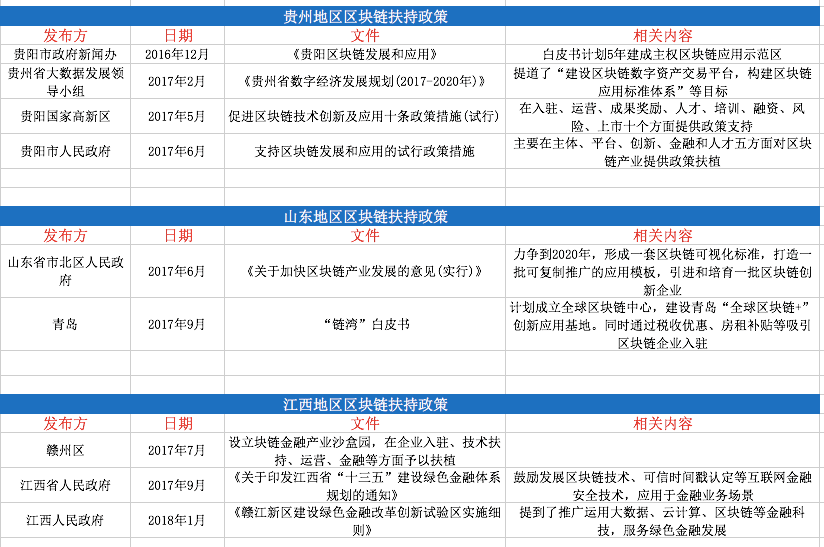 贵州地区区块链扶持政策
发布方 日期 文件 相关内容
贵阳市政府新闻办 2016年12月 《贵阳区块链发展和应用》 白皮书计划5年建成主权区块链应用示范区
贵州省大数据发展领导小组 2017年2月 《贵州省数字经济发展规划(2017-2020年)》 提道了“建设区块链数字资产交易平台，构建区块链应用标准体系”等目标
贵阳国家高新区 2017年5月 促进区块链技术创新及应用十条政策措施(试行) 在入驻、运营、成果奖励、人才、培训、融资、风险、上市十个方面提供政策支持
贵阳市人民政府 2017年6月 支持区块链发展和应用的试行政策措施 主要在主体、平台、创新、金融和人才五方面对区块链产业提供政策扶植
山东地区区块链扶持政策
发布方 日期 文件 相关内容
山东省市北区人民政府 2017年6月 《关于加快区块链产业发展的意见(实行)》 力争到2020年，形成一套区块链可视化标准，打造一批可复制推广的应用模板，引进和培育一批区块链创新企业
青岛 2017年9月 “链湾”白皮书 计划成立全球区块链中心，建设青岛“全球区块链+”创新应用基地。同时通过税收优惠、房租补贴等吸引区块链企业入驻
江西地区区块链扶持政策
发布方 日期 文件 相关内容
赣州区 2017年7月 设立块链金融产业沙盒园，在企业入驻、技术扶持、运营、金融等方面予以扶植
江西省人民政府 2017年9月 《关于印发江西省“十三五”建设绿色金融体系规划的通知》 鼓励发展区块链技术、可信时间戳认定等互联网金融安全技术，应用于金融业务场景
江西人民政府 2018年1月 《赣江新区建设绿色金融改革创新试验区实施细则》 提到了推广运用大数据、云计算、区块链等金融科技，服务绿色金融发展